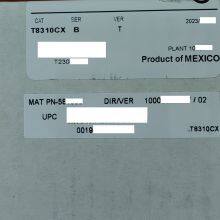 CAT SER VER 2023/
T8310CX B T
PLANT 10
T230 Product of MEXICO
MAT PN-58 DIR/VER 1000 / 02
UPC
0019 .T8310CX